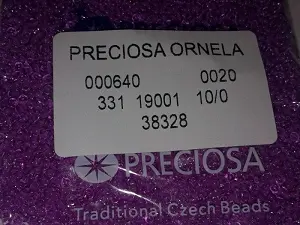 PRECIOSA ORNELA
000640 0020
331 19001 10/0
38328
PRECIOSA
Traditional Czech Beads